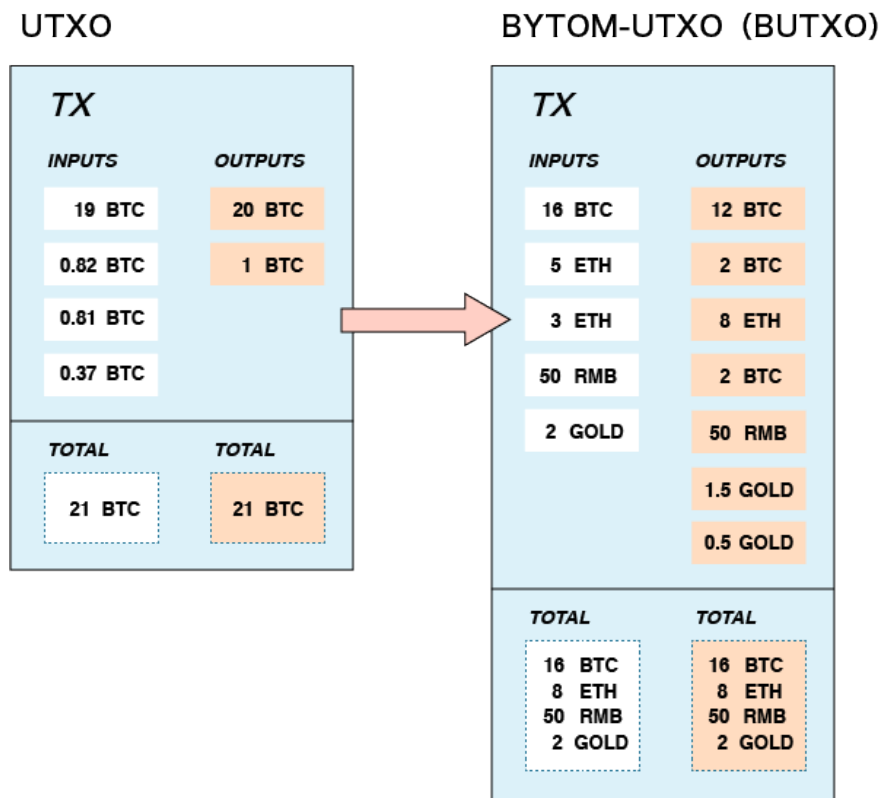 UTXO
TX
INPUTS
19 BTC
0.82 BTC
0.81 BTC
0.37 BTC
OUTPUTS
20 BTC
1 BTC
TOTAL
21 BTC
TOTAL
21 BTC
BYTOM-UTXO (BUTXO)
TX
INPUTS
16 BTC
5 ETH
3 ETH
50 RMB
2 GOLD
OUTPUTS
12 BTC
2 BTC
8 ETH
2 BTC
50 RMB
1.5 GOLD
0.5 GOLD
TOTAL
16 BTC
8 ETH
50 RMB
2 GOLD
TOTAL
16 BTC
8 ETH
50 RMB
2 GOLD